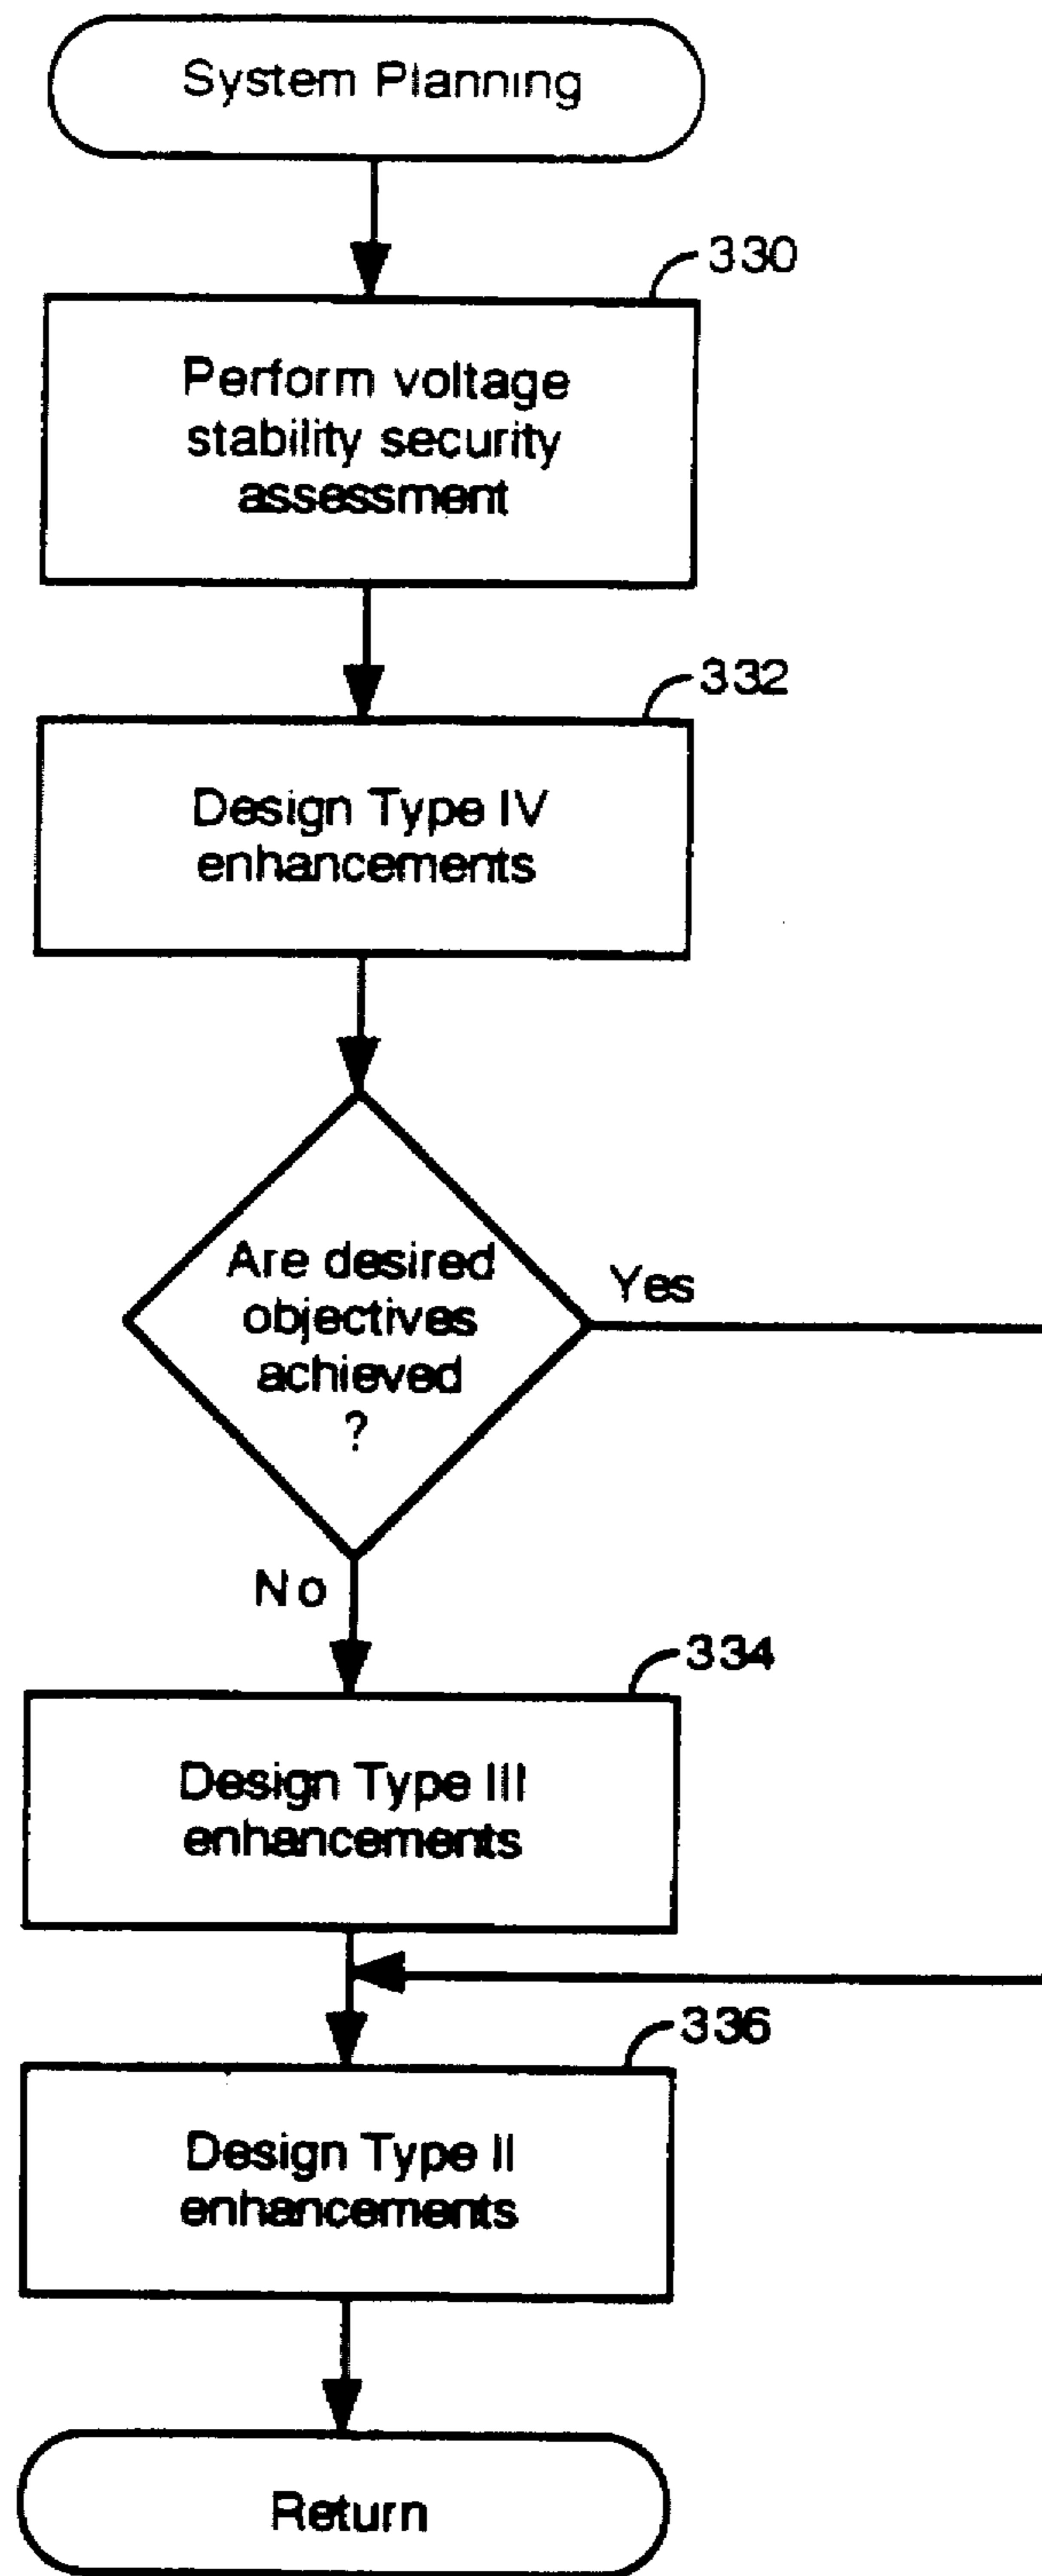 System Planning
330
Perform voltage
stability security
assessment
332
Design Type IV
enhancements
Are desired
objectives
achieved
?
Yes
No
334
Design Type III
enhancements
336
Design Type II
enhancements
Return